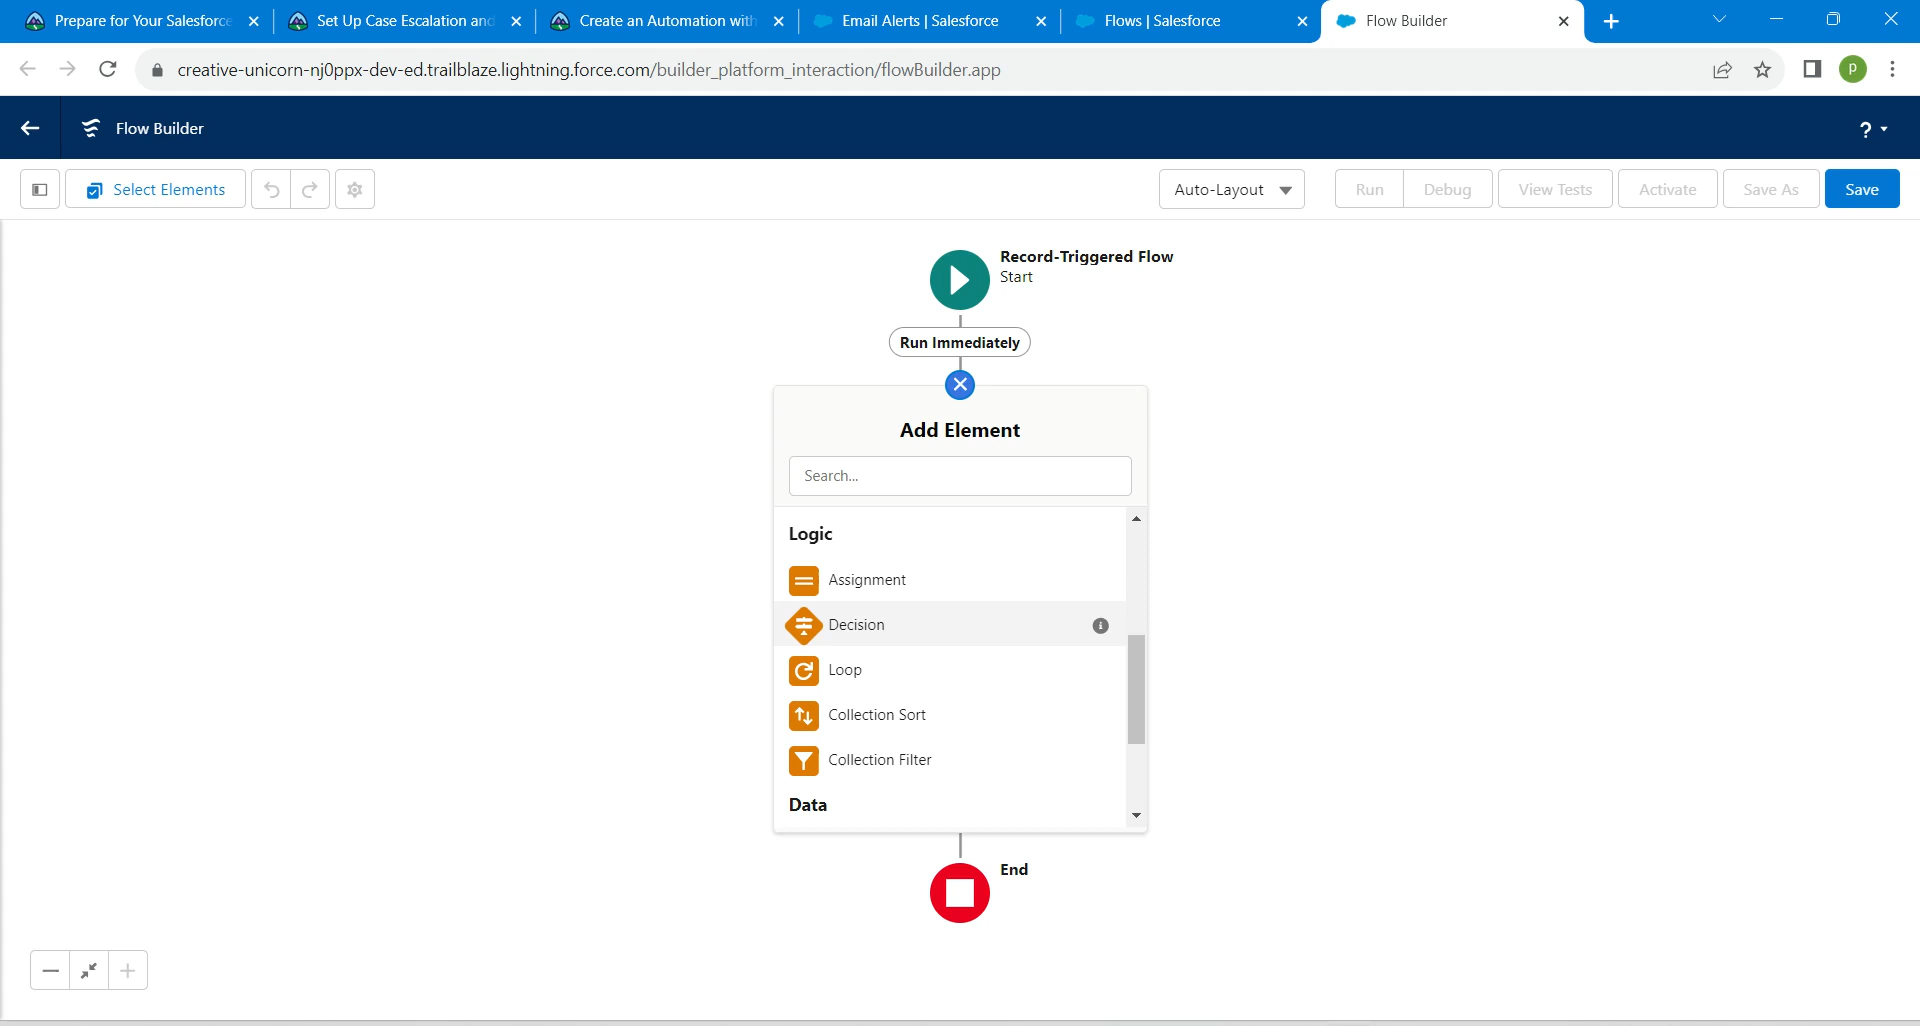 Prepare for Your Salesforce
Set Up Case Escalation and
Create an Automation with
Email Alerts | Salesforce
Flows | Salesforce
Flow Builder
creative-unicorn-nj0ppx-dev-ed.trailblaze.lightning.force.com/builder_platform_interaction/flowBuilder.app
p
Flow Builder
?
Select Elements
Auto-Layout
Run
Debug
View Tests
Activate
Save As
Save
Record-Triggered Flow
Start
Run Immediately
Add Element
Search...
Logic
Assignment
Decision
Loop
Collection Sort
Collection Filter
Data
End